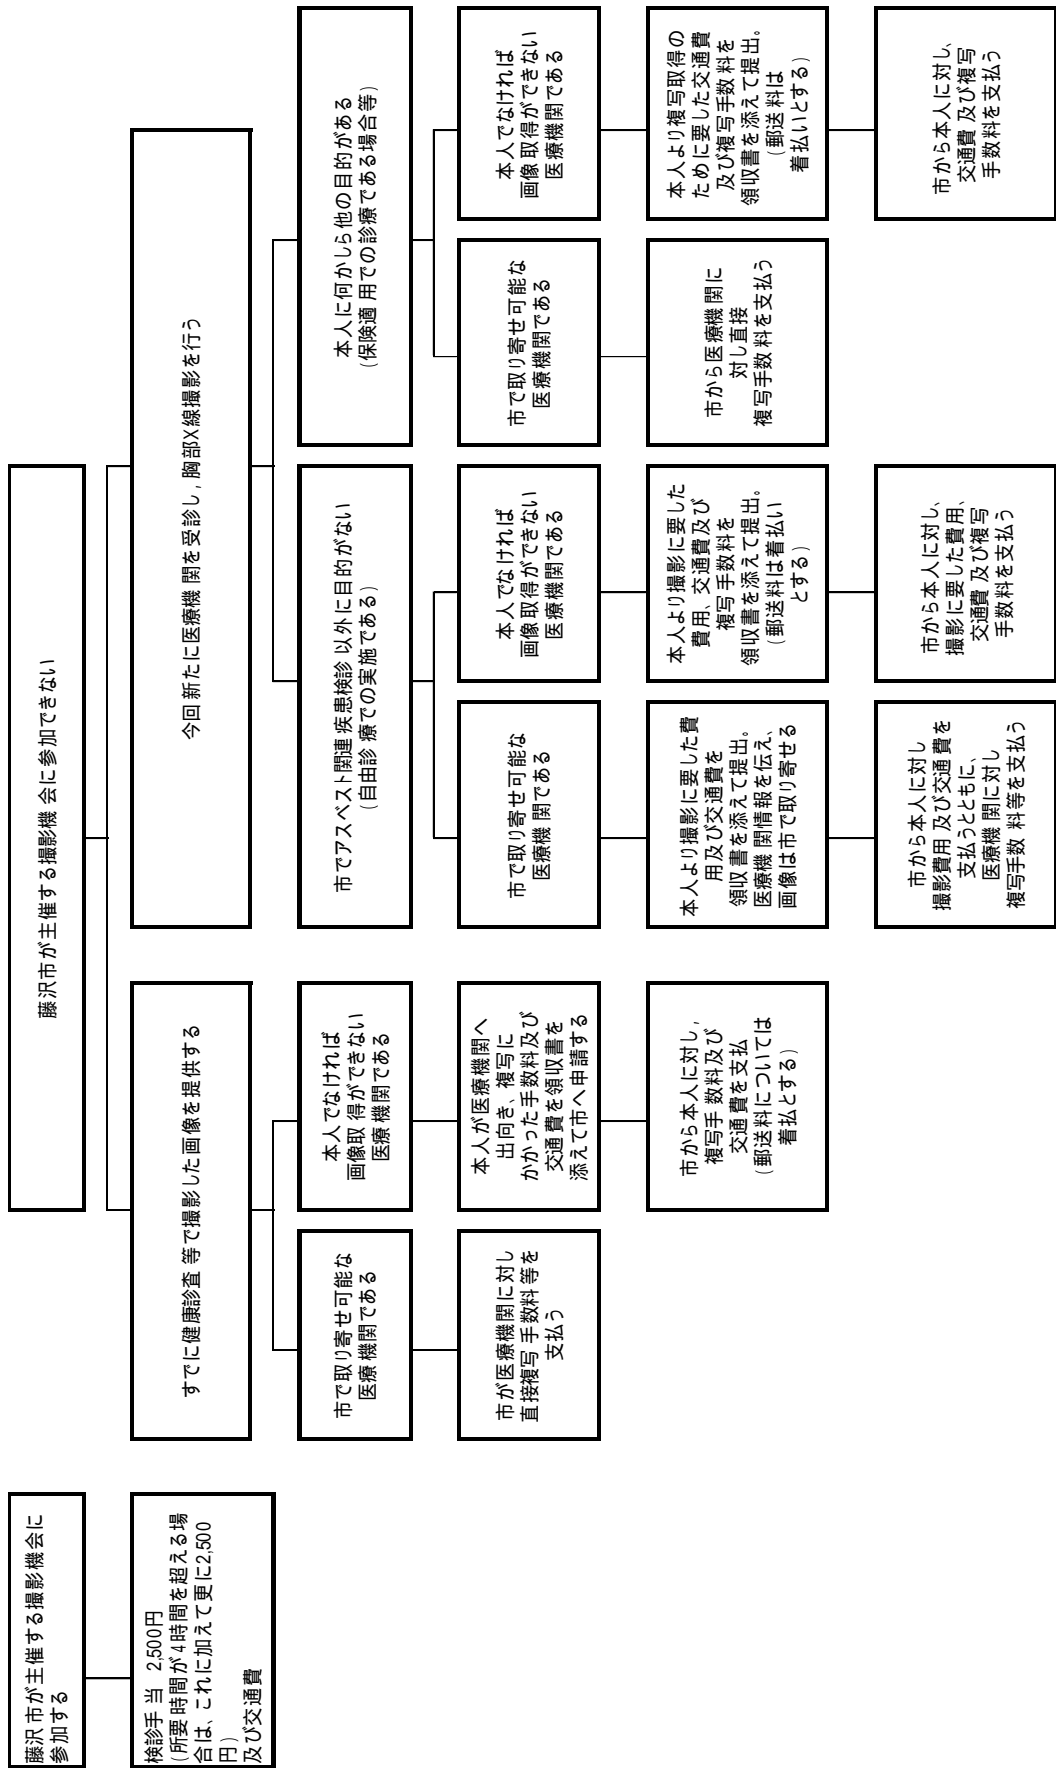 藤沢市が主催する撮影機会に
参加する
検診手当　2,500円
(所要時間が4時間を超える場
合は、これに加えて更に2,500
円)
及び交通費
藤沢市が主催する撮影機会に参加できない
すでに健康診査等で撮影した画像を提供する
市で取り寄せ可能な
医療機関である
市が医療機関に対し
直接複写手数料等を
支払う
本人でなければ
画像取得ができない
医療機関である
本人が医療機関へ
出向き、複写に
かかった手数料及び
交通費を領収書を
添えて市へ申請する
市から本人に対し,
複写手数料及び
交通費を支払
(郵送料については
着払とする)
今回新たに医療機関を受診し,胸部X線撮影を行う
市でアスベスト関連疾患検診以外に目的がない
(自由診療での実施である)
市で取り寄せ可能な
医療機関である
本人より撮影に要した費
用及び交通費を
領収書を添えて提出。
医療機関情報を伝え、
画像は市で取り寄せる
市から本人に対し
撮影費用及び交通費を
支払うとともに、
医療機関に対し
複写手数料等を支払う
本人でなければ
画像取得ができない
医療機関である
本人より撮影に要した
費用、交通費及び
複写手数料を
領収書を添えて提出。
(郵送料は着払い
とする)
市から本人に対し、
撮影に要した費用、
交通費及び複写
手数料を支払う
本人に何かしら他の目的がある
(保険適用での診療である場合等)
市で取り寄せ可能な
医療機関である
市から医療機関に
対し直接
複写手数料を支払う
本人でなければ
画像取得ができない
医療機関である
本人より複写取得の
ために要した交通費
及び複写手数料を
領収書を添えて提出。
(郵送料は
着払いとする)
市から本人に対し、
交通費及び複写
手数料を支払う